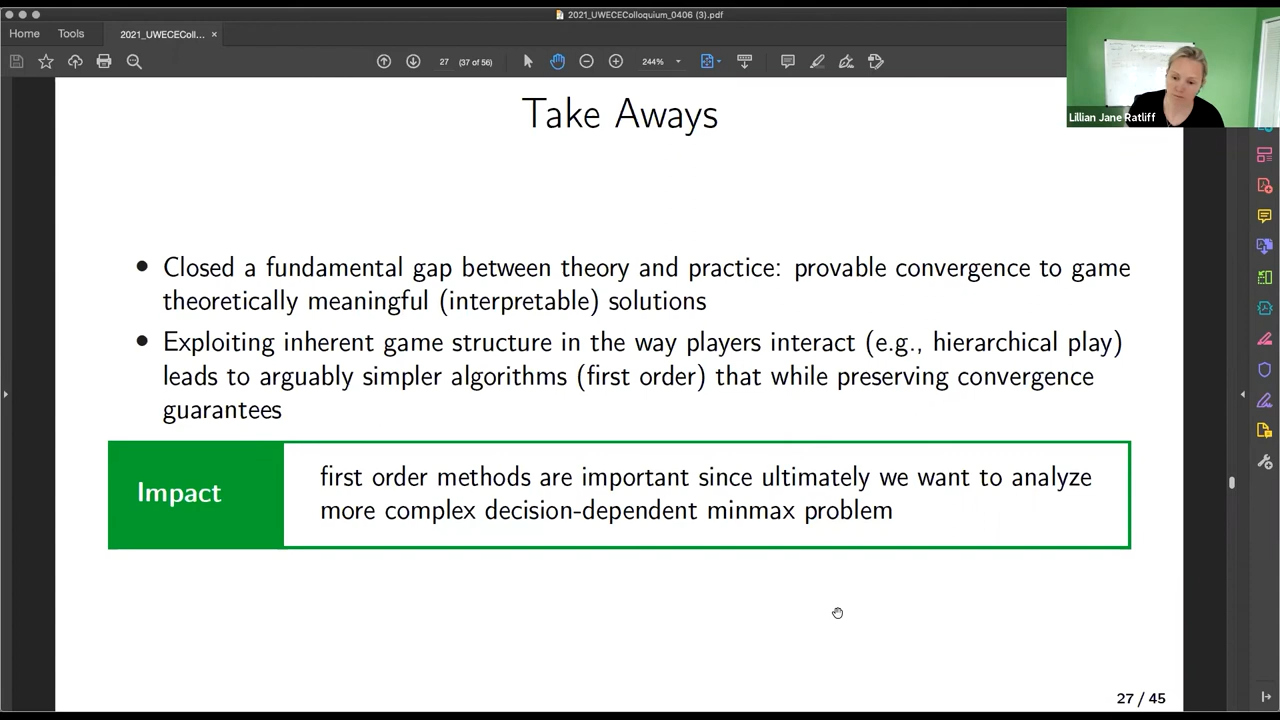 2021_UWECEColloquium_0406 (3).pdf
Home
Tools
2021_UWECEColl...
27
(37 of 56)
244%
Lillian Jane Ratliff
Take Aways
• Closed a fundamental gap between theory and practice: provable convergence to game
theoretically meaningful (interpretable) solutions
• Exploiting inherent game structure in the way players interact (e.g., hierarchical play)
leads to arguably simpler algorithms (first order) that while preserving convergence
guarantees
Impact
first order methods are important since ultimately we want to analyze
more complex decision-dependent minmax problem
27 / 45